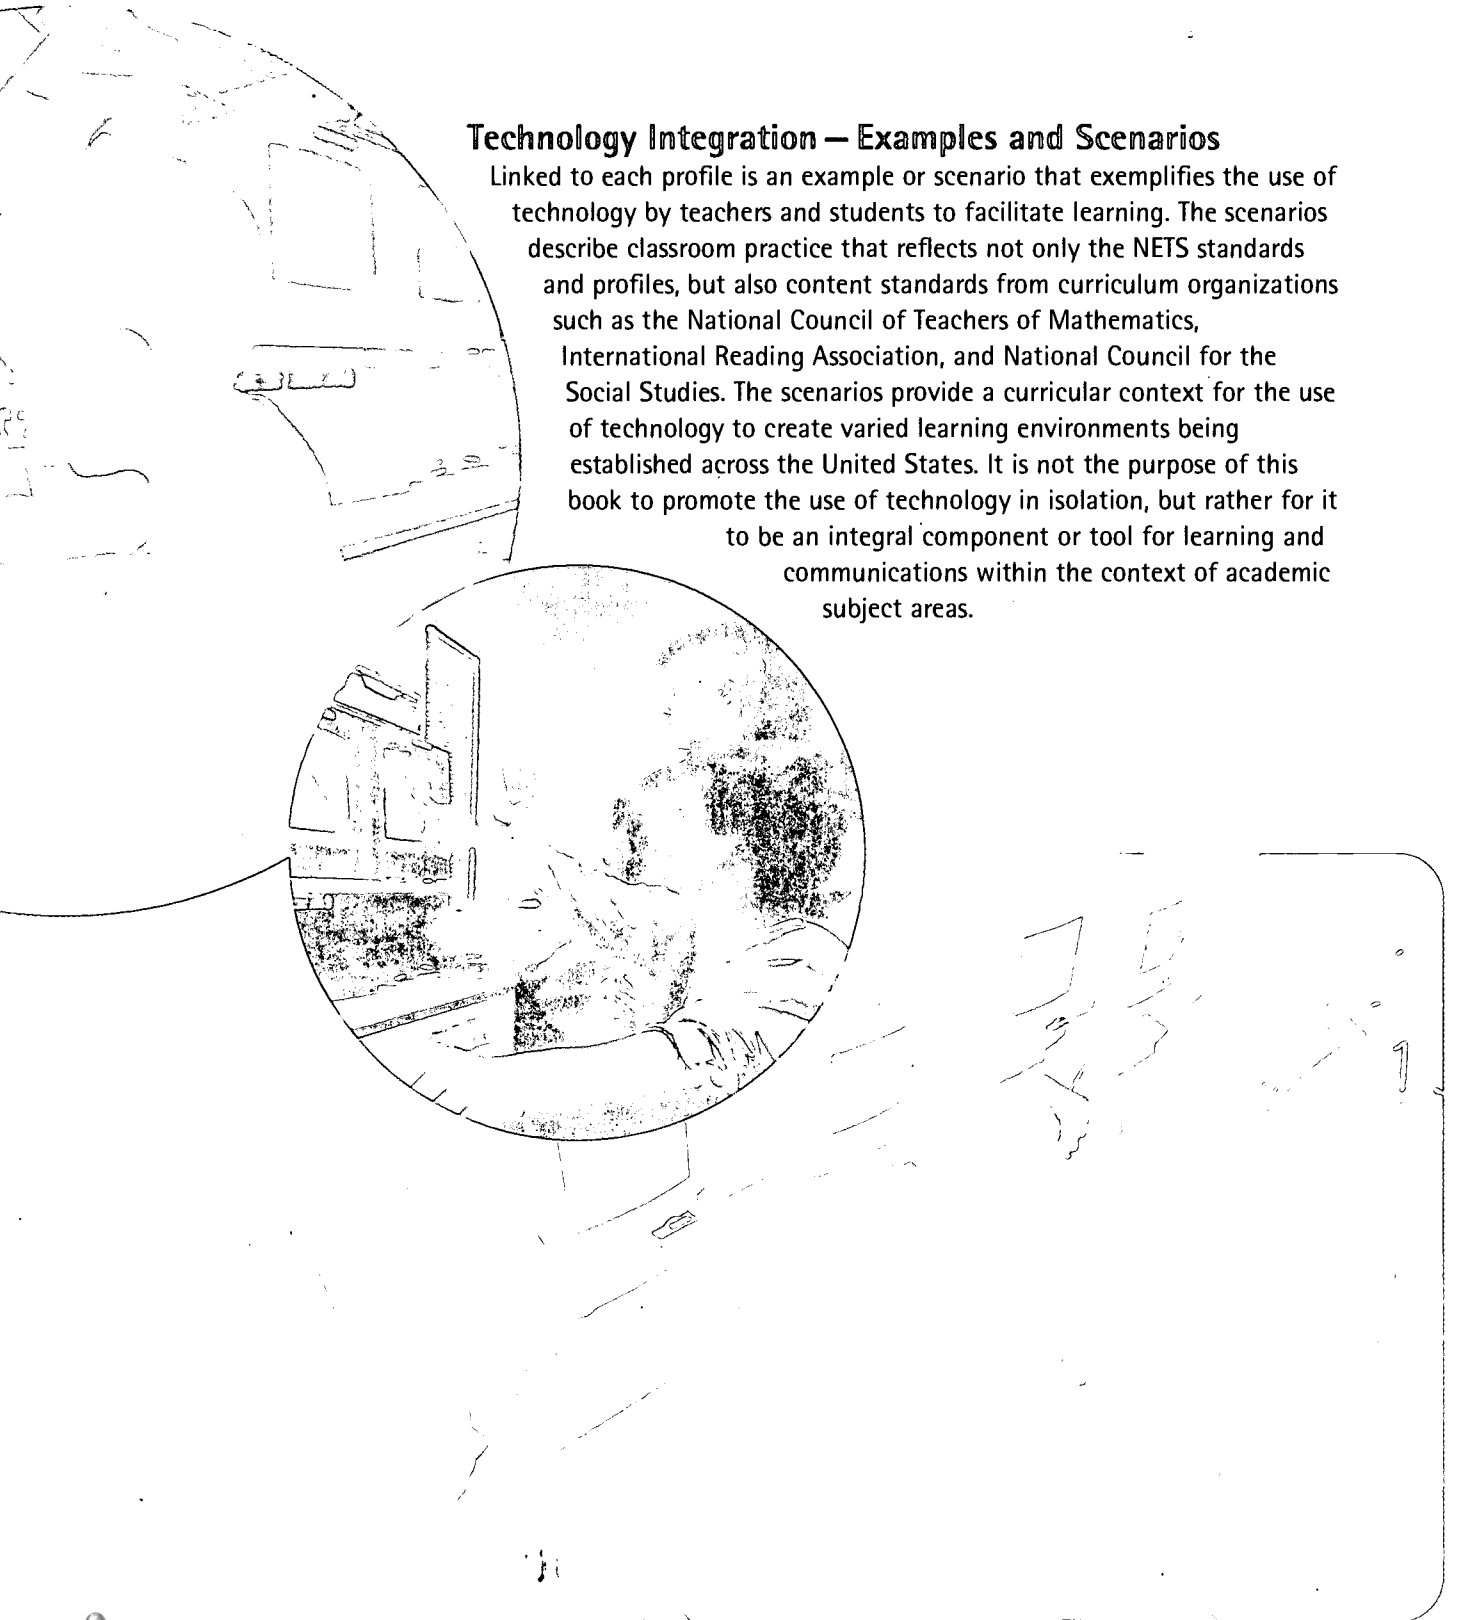 Technology Integration — Examples and Scenarios
Linked to each profile is an example or scenario that exemplifies the use of
technology by teachers and students to facilitate learning. The scenarios
describe classroom practice that reflects not only the NETS standards
and profiles, but also content standards from curriculum organizations
such as the National Council of Teachers of Mathematics,
International Reading Association, and National Council for the
Social Studies. The scenarios provide a curricular context for the use
of technology to create varied learning environments being
established across the United States. It is not the purpose of this
book to promote the use of technology in isolation, but rather for it
to be an integral component or tool for learning and
communications within the context of academic
subject areas.